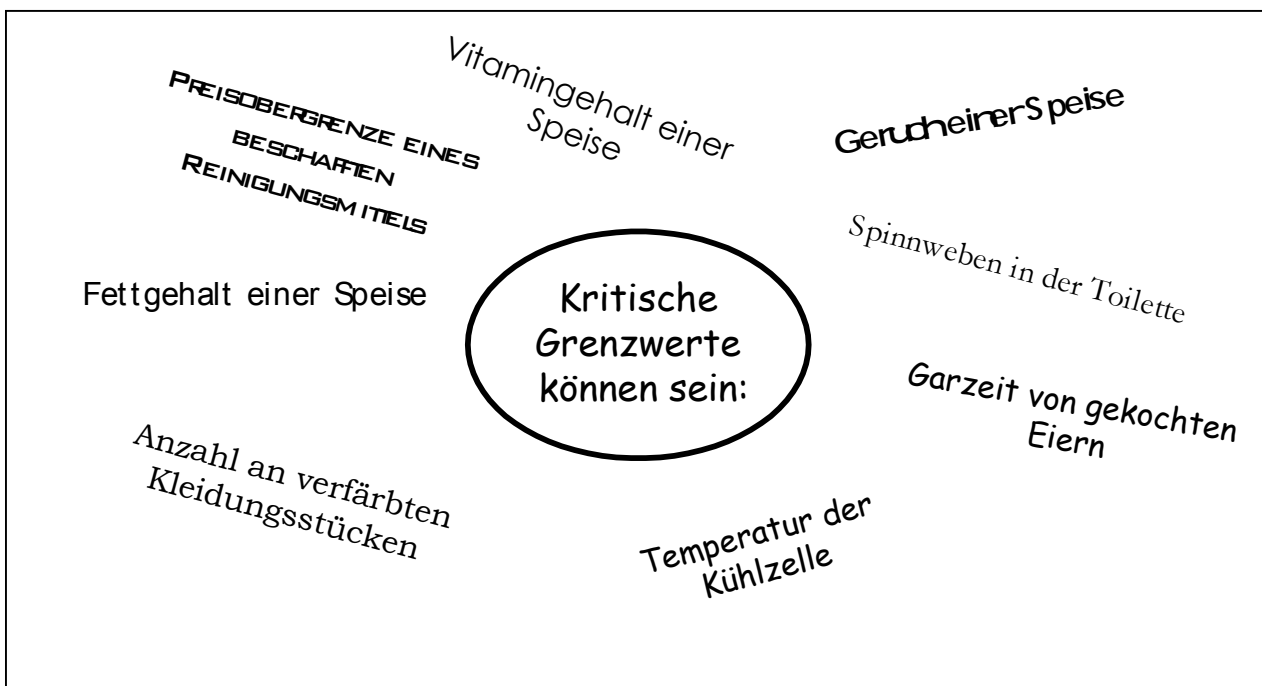 Vitamingehalt einer
Speise
PREISOBERGRENZE EINES
BESCHAFFTEN
REINIGUNGSMITTELS
Geruch einer Speise
Spinnweben in der Toilette
Fettgehalt einer Speise
Kritische
Grenzwerte
können sein:
Garzeit von gekochten
Eiern
Anzahl an verfärbten
Kleidungsstücken
Temperatur der
Kühlzelle